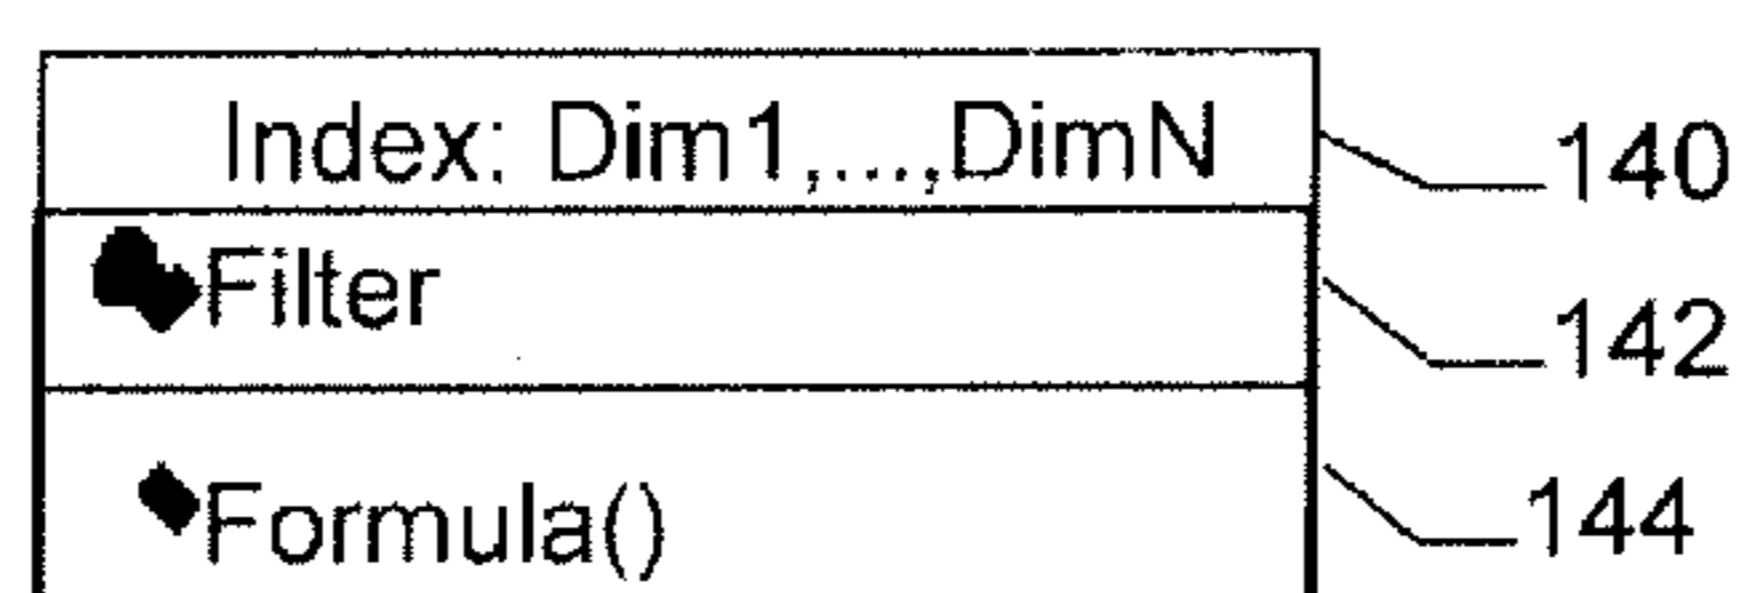 Index: Dim1,...,DimN 140
Filter 142
Formula() 144